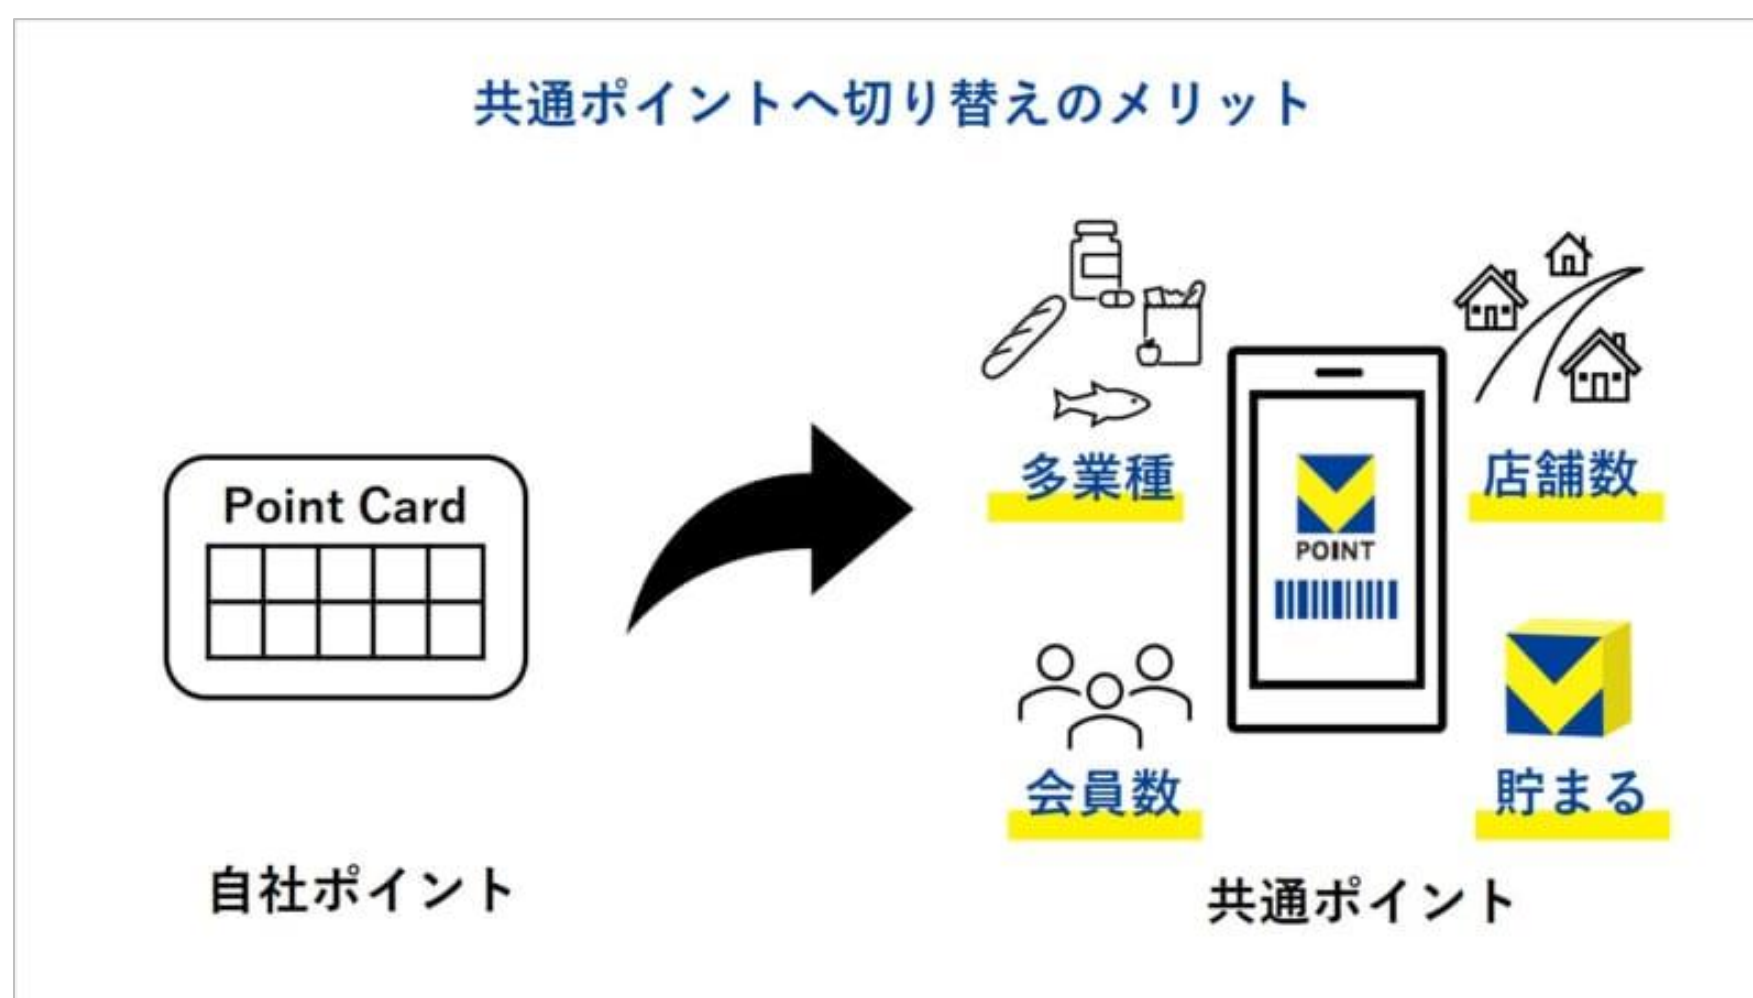 共通ポイントへ切り替えのメリット
Point Card
自社ポイント
多業種
店舗数
POINT
会員数
貯まる
共通ポイント